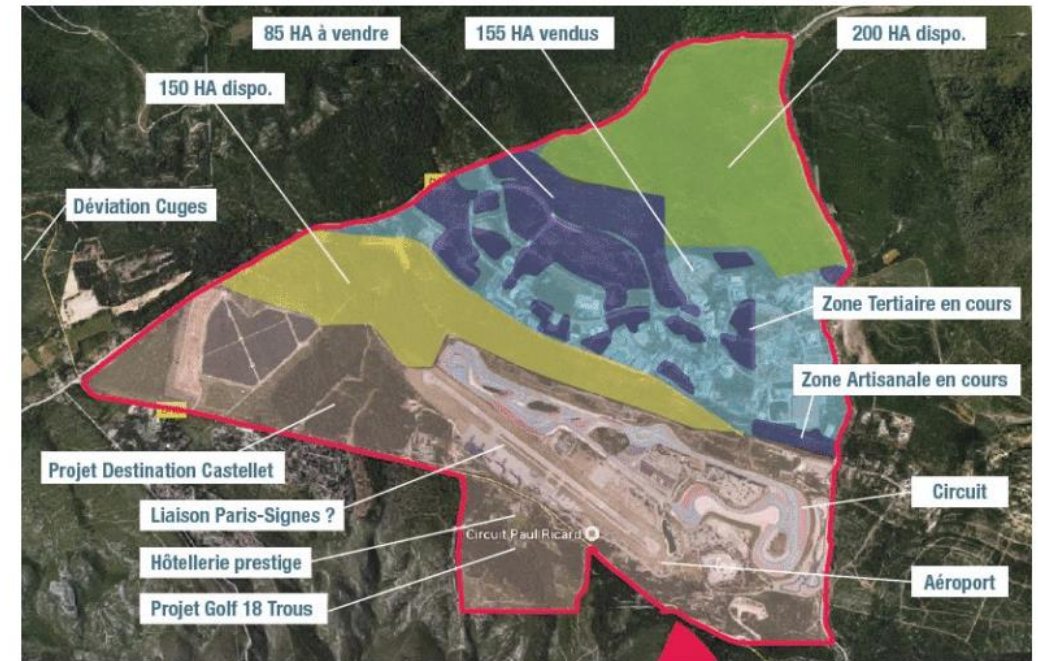 85 HA à vendre
155 HA vendus
200 HA dispo.
150 HA dispo.
Déviation Cuges
Zone Tertiaire en cours
Zone Artisanale en cours
Projet Destination Castellet
Circuit
Liaison Paris-Signes ?
Circuit Paul Ricard
Hôtellerie prestige
Aéroport
Projet Golf 18 Trous